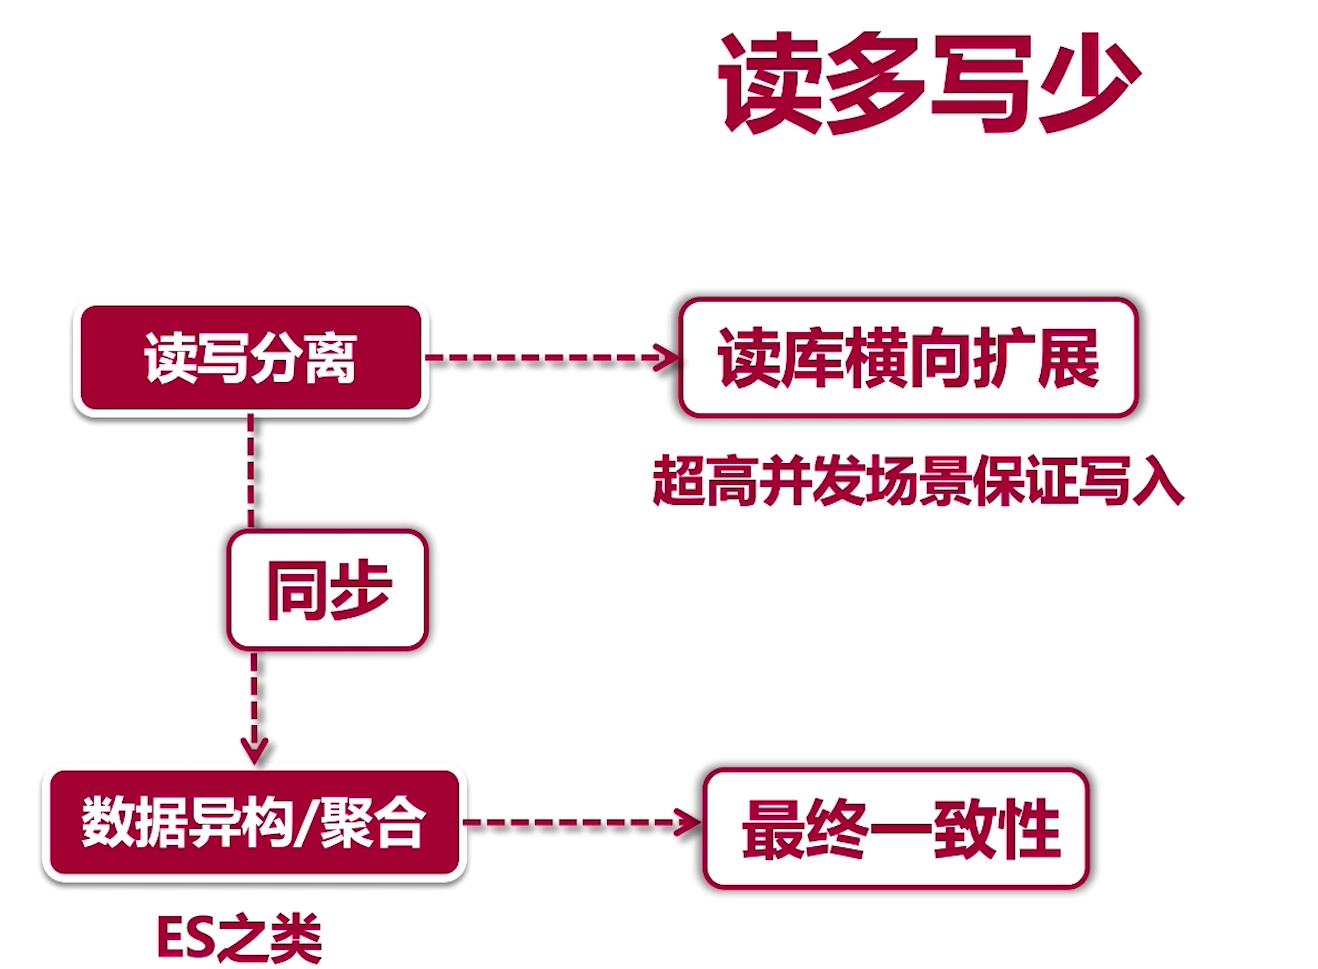 读多写少
读写分离
读库横向扩展
超高并发场景保证写入
同步
数据异构/聚合
最终一致性
ES之类